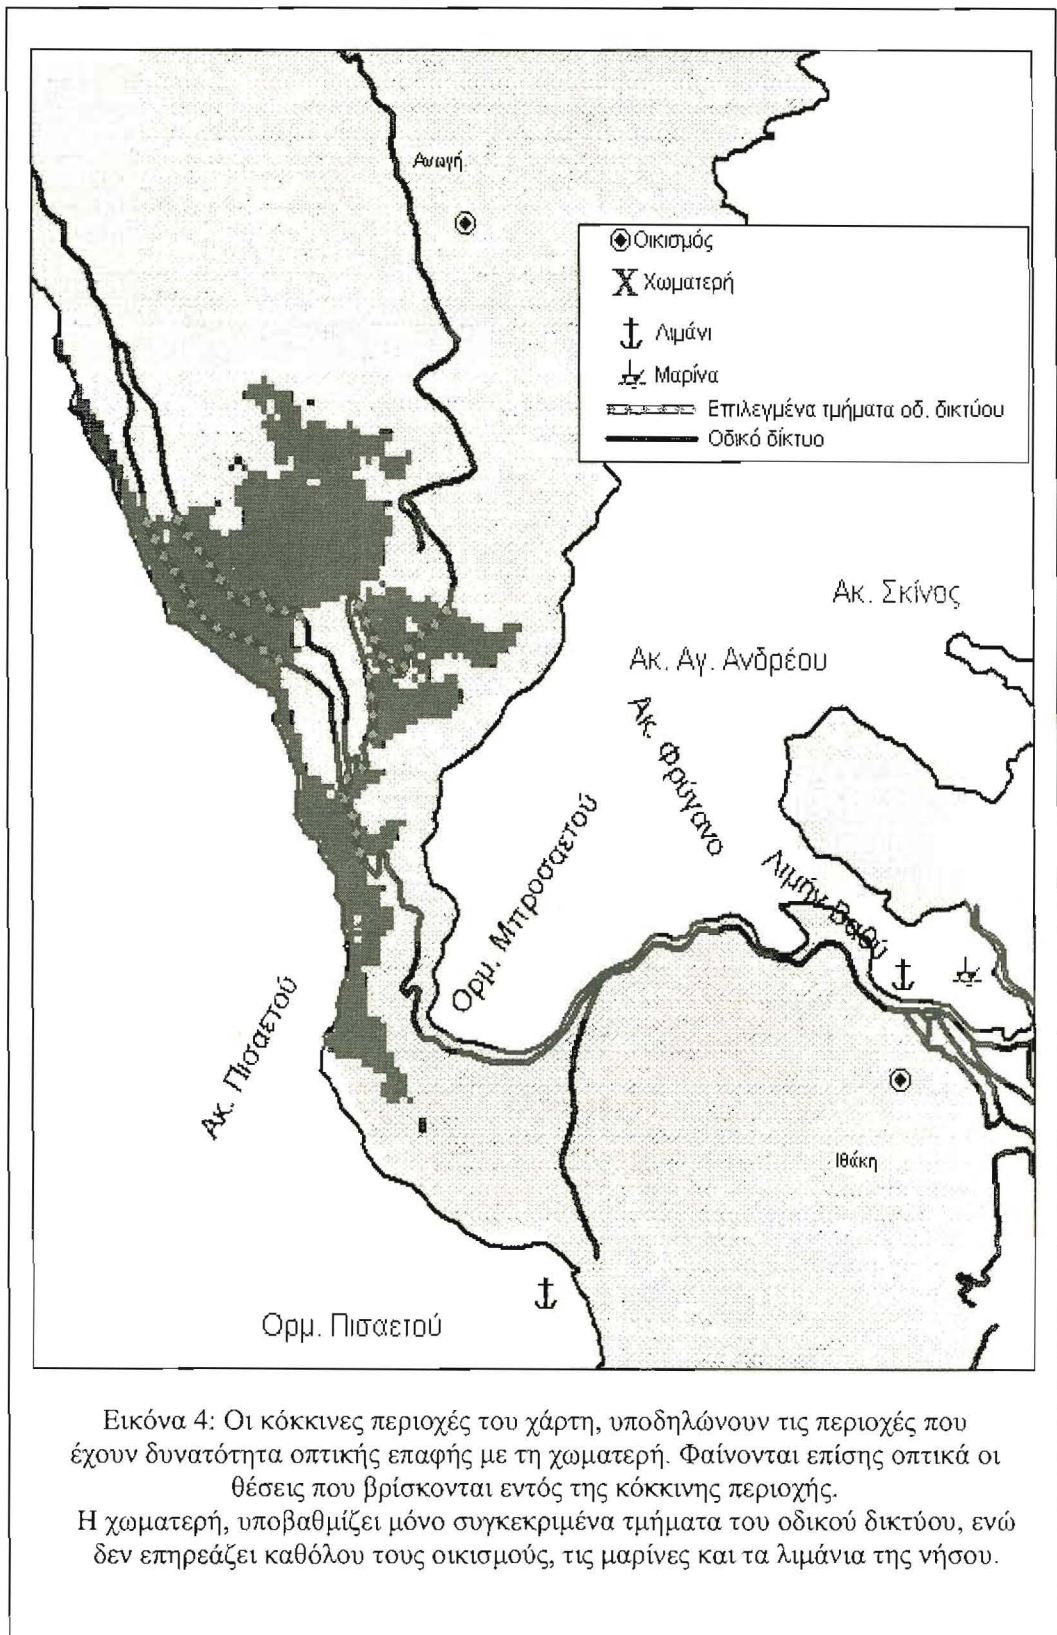 Ανωγή
Οικισμός
Χωματερή
Λιμάνι
Μαρίνα
Επιλεγμένα τμήματα οδ. δικτύου
Οδικό δίκτυο
Ακ. Σκίνος
Ακ. Αγ. Ανδρέου
Ακ. Φρύγανο
Λιμήν Βαθύ
Ορμ. Μπροσαετού
Ακ. Πισαετού
Ιθάκη
Ορμ. Πισαετού
Εικόνα 4: Οι κόκκινες περιοχές του χάρτη, υποδηλώνουν τις περιοχές που
έχουν δυνατότητα οπτικής επαφής με τη χωματερή. Φαίνονται επίσης οπτικά οι
θέσεις που βρίσκονται εντός της κόκκινης περιοχής.
Η χωματερή, υποβαθμίζει μόνο συγκεκριμένα τμήματα του οδικού δικτύου, ενώ
δεν επηρεάζει καθόλου τους οικισμούς, τις μαρίνες και τα λιμάνια της νήσου.